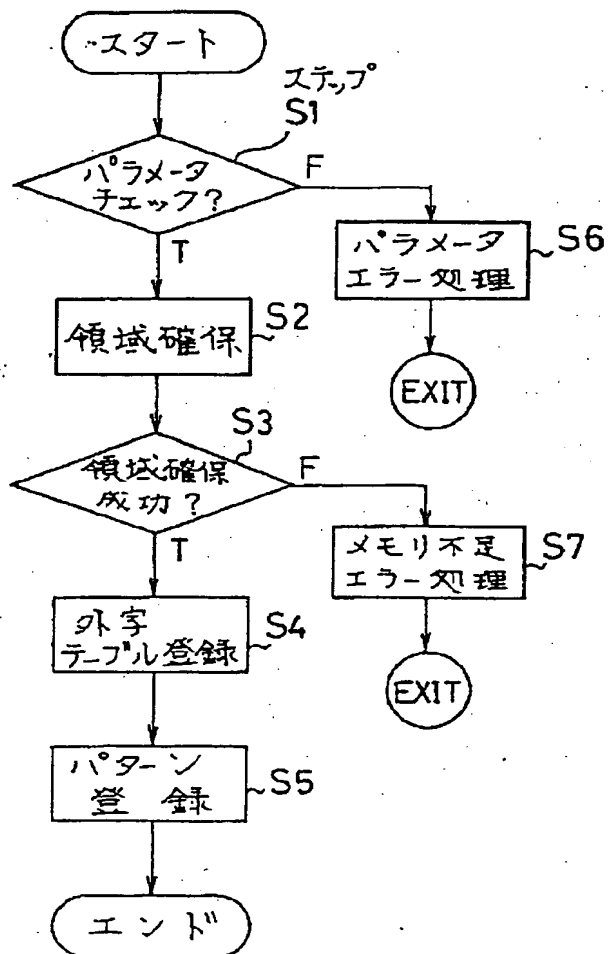 スタート
ステップ
S1
パラメータ
チェック?
F
T
パラメータ
エラー処理
S6
EXIT
領域確保
S2
S3
領域確保
成功?
F
T
メモリ不足
エラー処理
S7
EXIT
外字
テーブル登録
S4
パターン
登録
S5
エンド